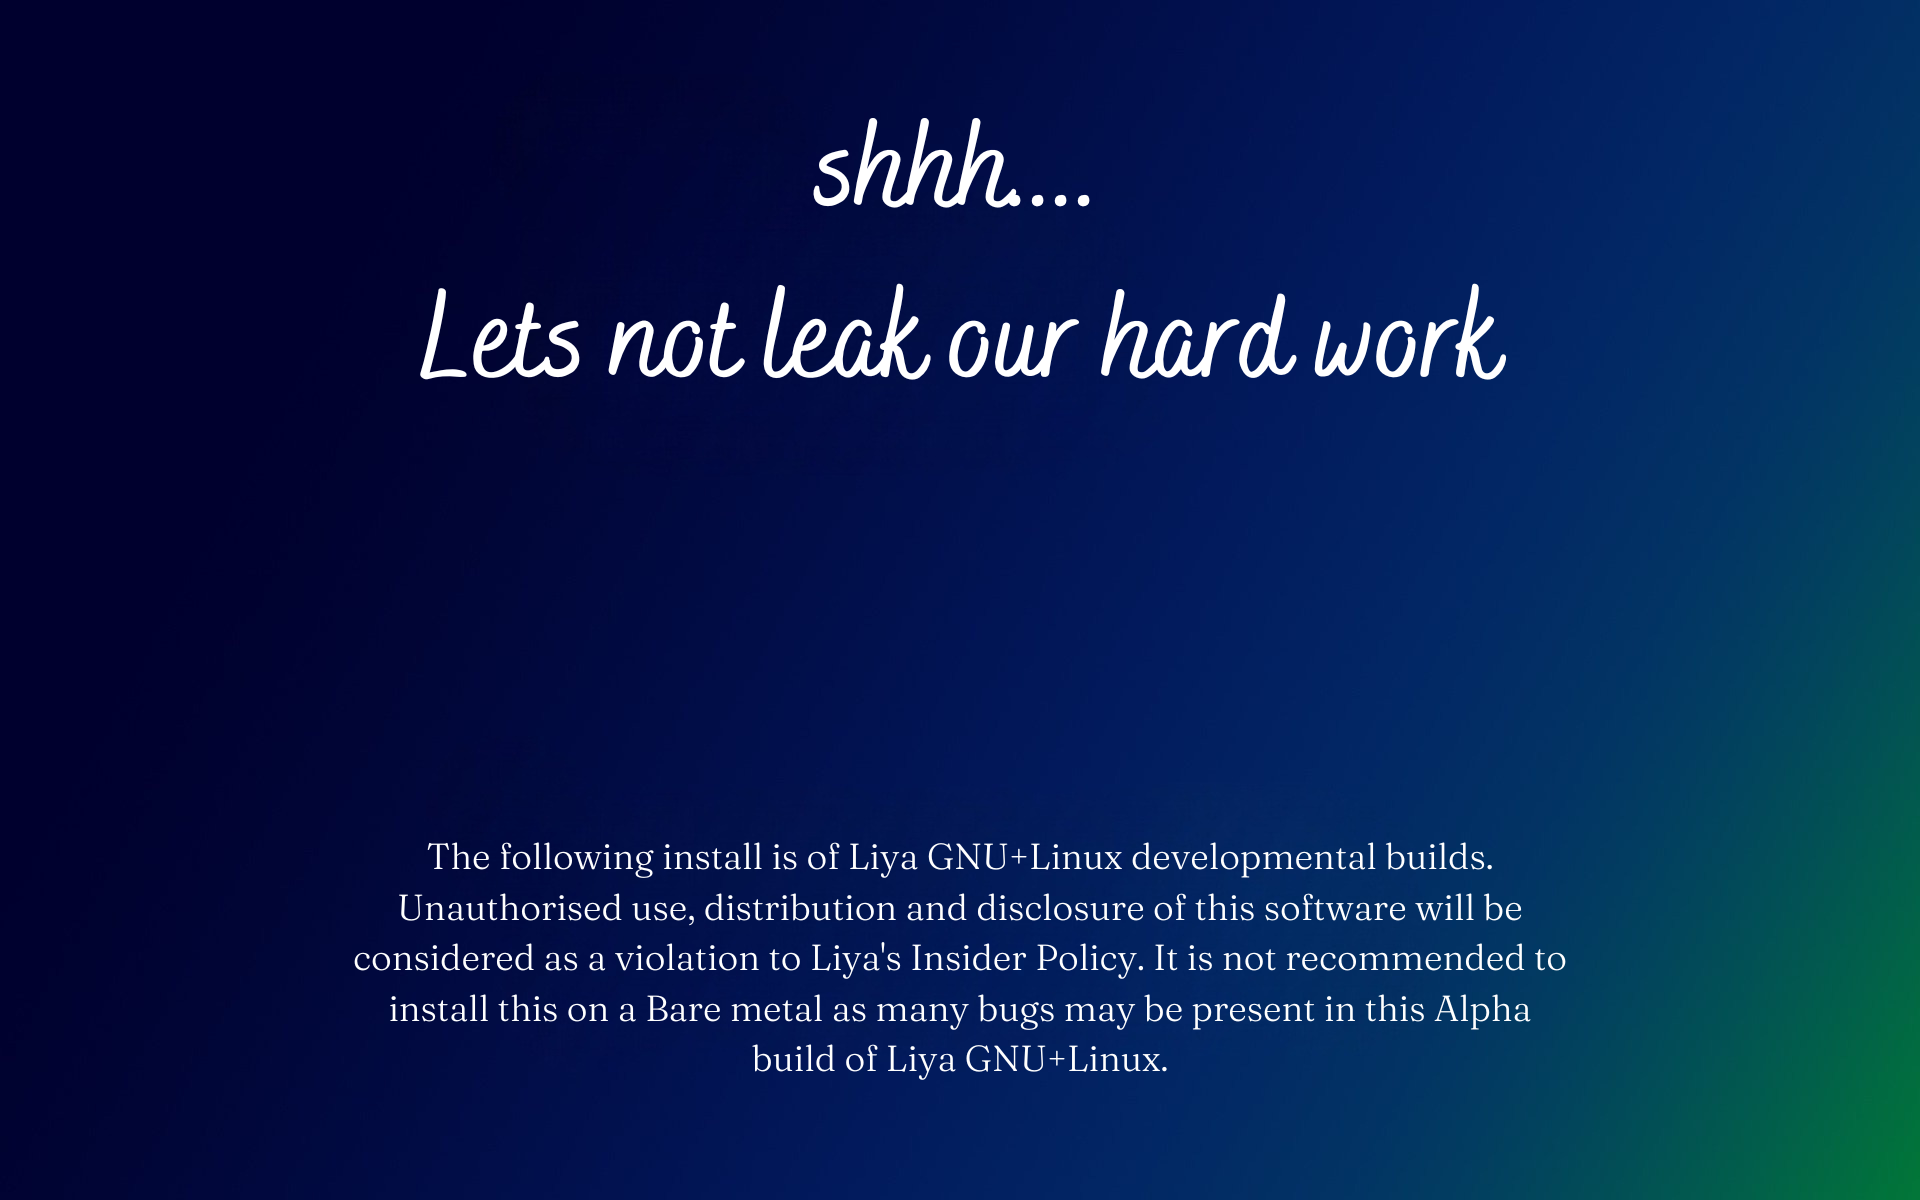 shhh....
Lets not leak our hard work
The following install is of Liya GNU+Linux developmental builds.
Unauthorised use, distribution and disclosure of this software will be
considered as a violation to Liya's Insider Policy. It is not recommended to
install this on a Bare metal as many bugs may be present in this Alpha
build of Liya GNU+Linux.